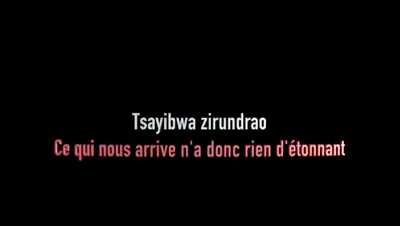 Tsayibwa zirundrao
Ce qui nous arrive n'a donc rien d'étonnant